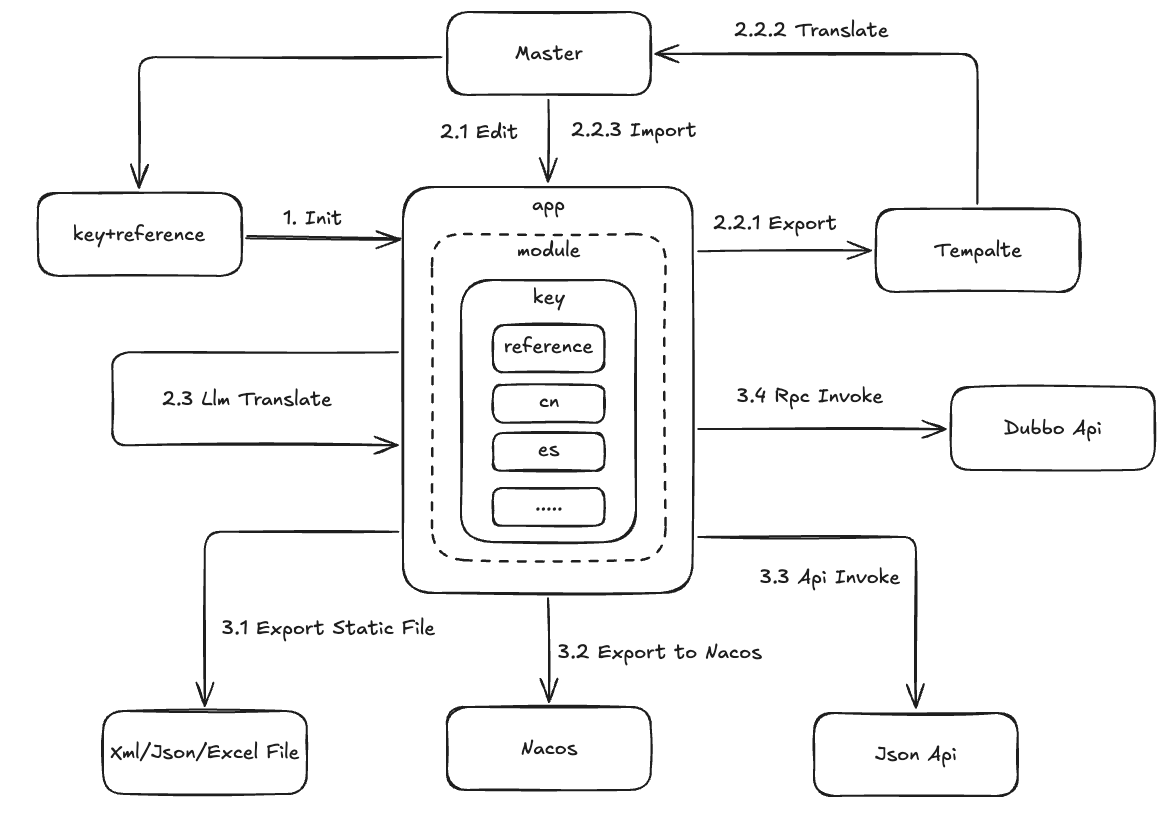 2.2.2 Translate
Master
2.1 Edit
2.2.3 Import
key+reference
1. Init
app
module
key
reference
cn
es
.....
2.2.1 Export
Tempalte
2.3 Llm Translate
3.4 Rpc Invoke
Dubbo Api
3.3 Api Invoke
3.1 Export Static File
3.2 Export to Nacos
Xml/Json/Excel File
Nacos
Json Api